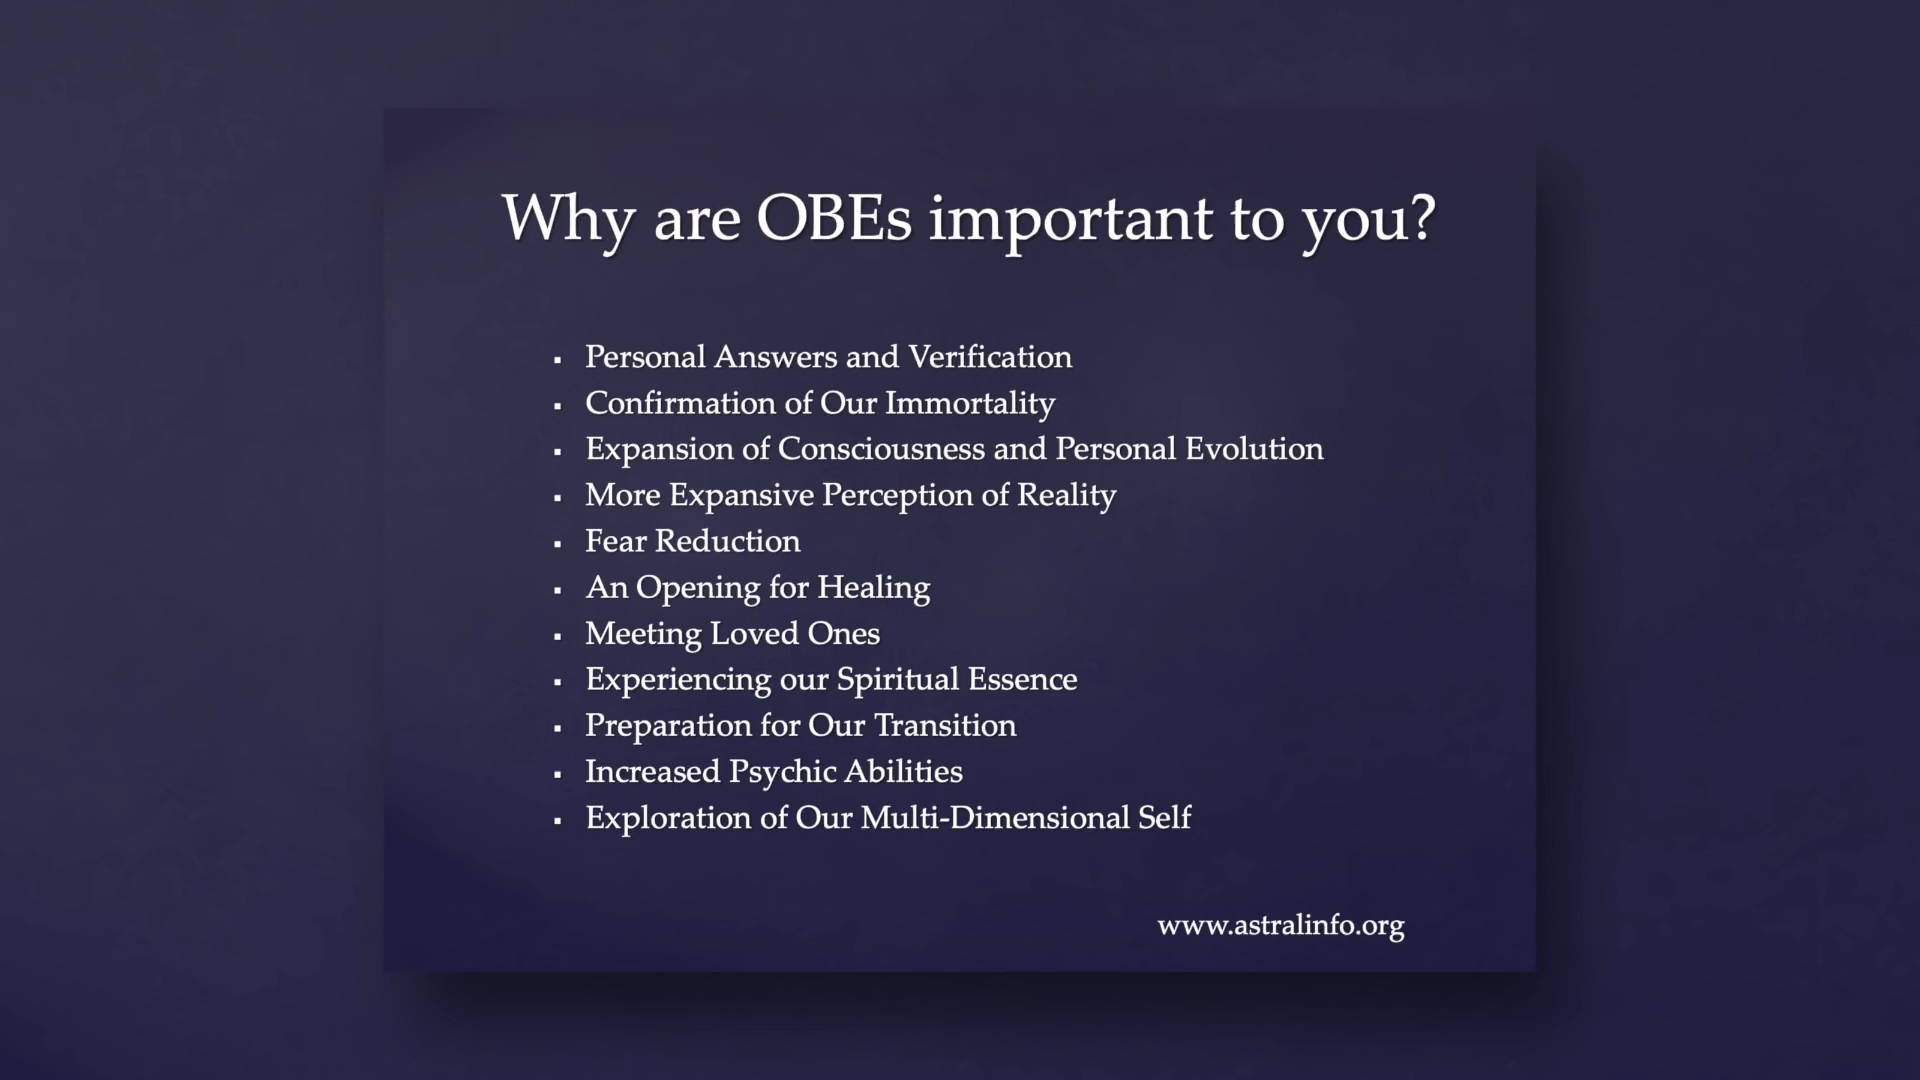 Why are OBEs important to you?
▪ Personal Answers and Verification
▪ Confirmation of Our Immortality
▪ Expansion of Consciousness and Personal Evolution
▪ More Expansive Perception of Reality
▪ Fear Reduction
▪ An Opening for Healing
▪ Meeting Loved Ones
▪ Experiencing our Spiritual Essence
▪ Preparation for Our Transition
▪ Increased Psychic Abilities
▪ Exploration of Our Multi-Dimensional Self
www.astralinfo.org